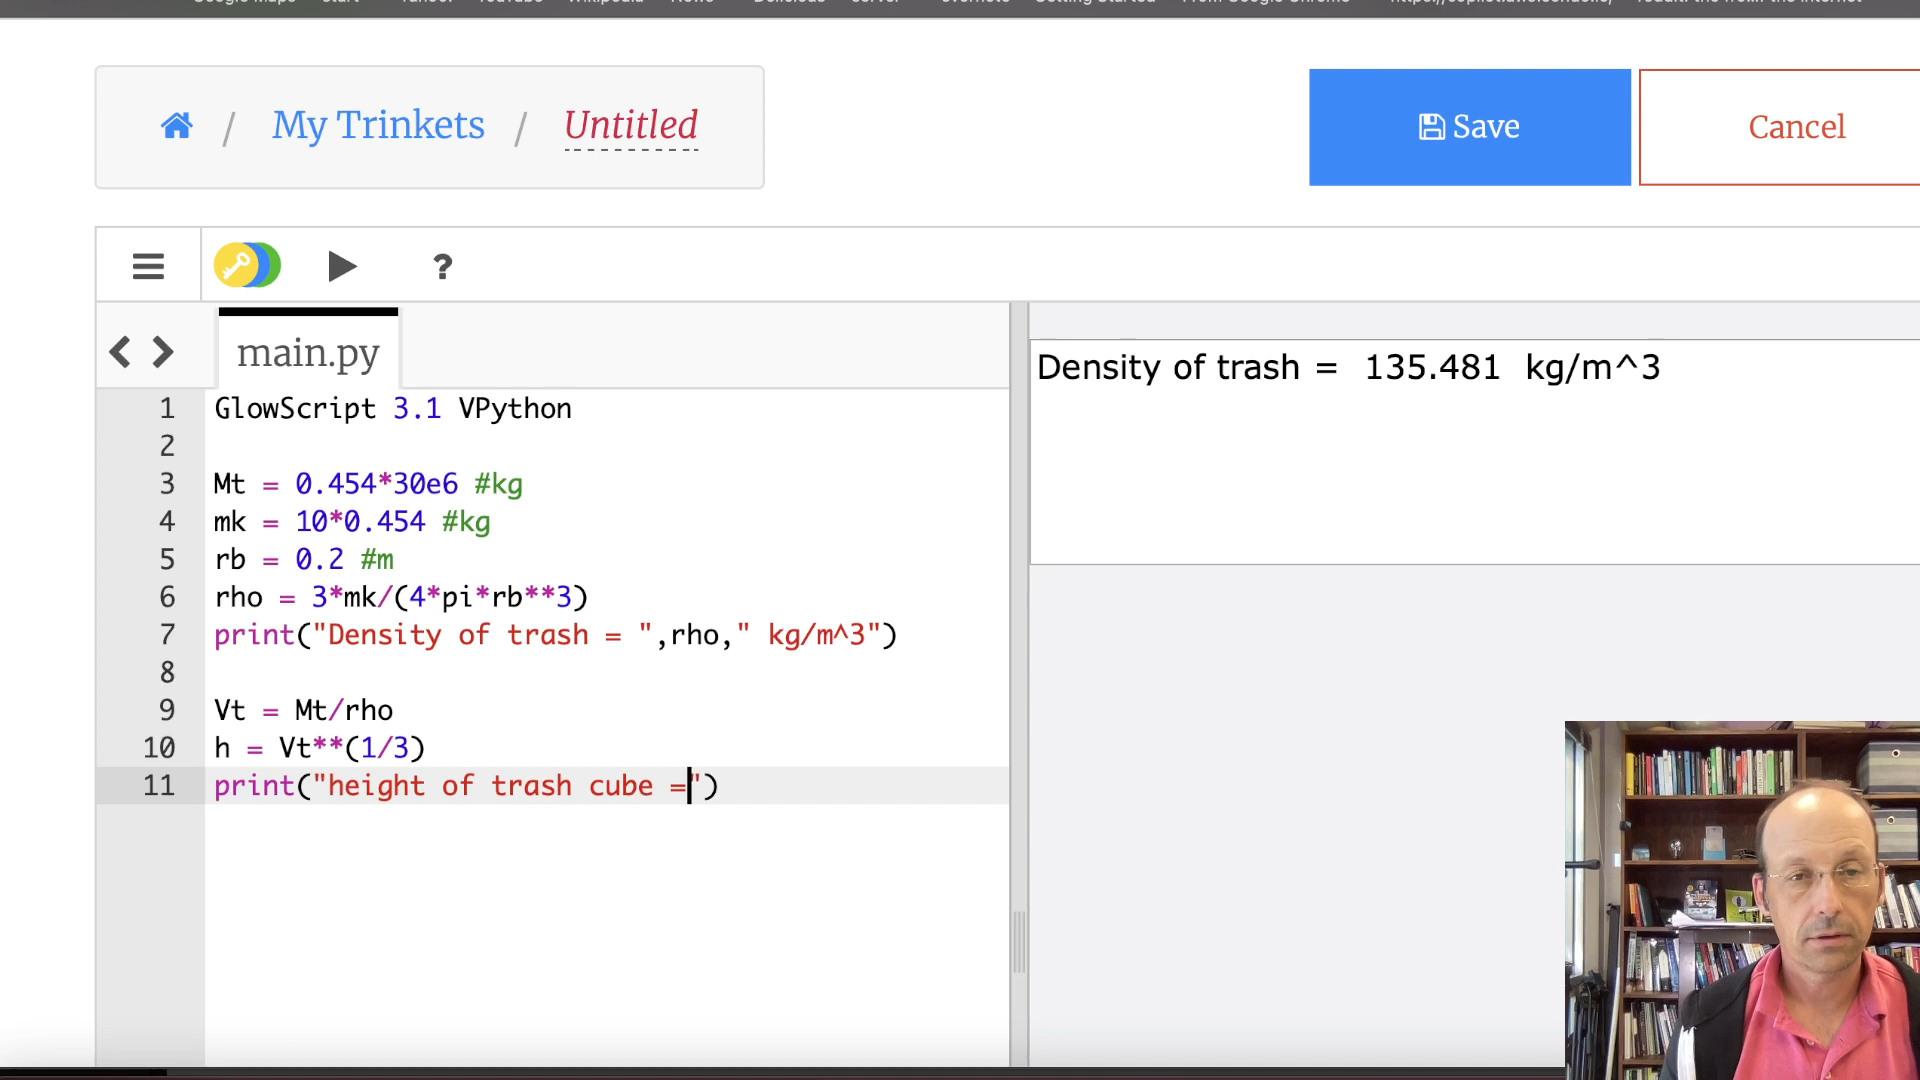 My Trinkets / Untitled
Save
Cancel
?
main.py
Density of trash = 135.481 kg/m^3
1 GlowScript 3.1 VPython
2
3 Mt = 0.454*30e6 #kg
4 mk = 10*0.454 #kg
5 rb = 0.2 #m
6 rho = 3*mk/(4*pi*rb**3)
7 print("Density of trash = ",rho," kg/m^3")
8
9 Vt = Mt/rho
10 h = Vt**(1/3)
11 print("height of trash cube =")